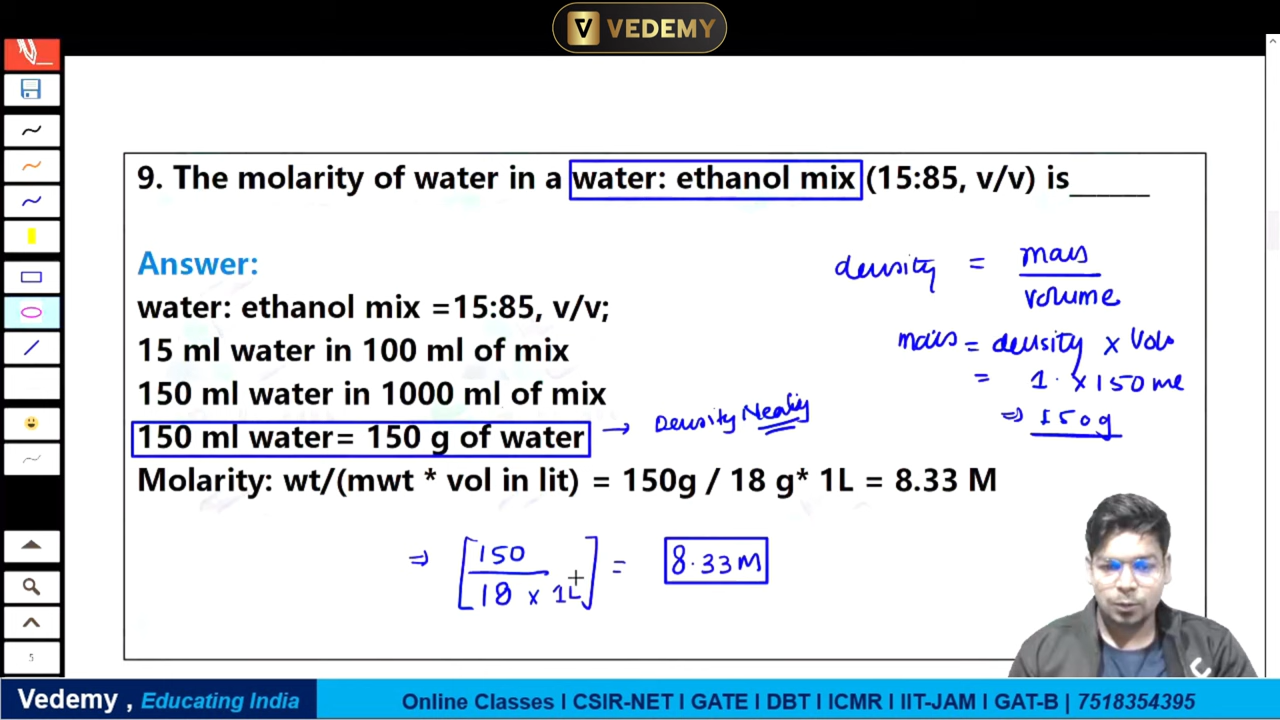 VEDEMY
9. The molarity of water in a water: ethanol mix (15:85, v/v) is______
Answer:
water: ethanol mix =15:85, v/v;
15 ml water in 100 ml of mix
150 ml water in 1000 ml of mix
150 ml water= 150 g of water → Density Nearly
Molarity: wt/(mwt * vol in lit) = 150g / 18 g* 1L = 8.33 M
density = mass
volume
mass = density x Vol
= 1. x 150 ml
⇒ 150g
⇒ [150
18 x 1L] = 8.33M
5
Vedemy , Educating India
Online Classes I CSIR-NET I GATE I DBT I ICMR I IIT-JAM I GAT-B | 7518354395